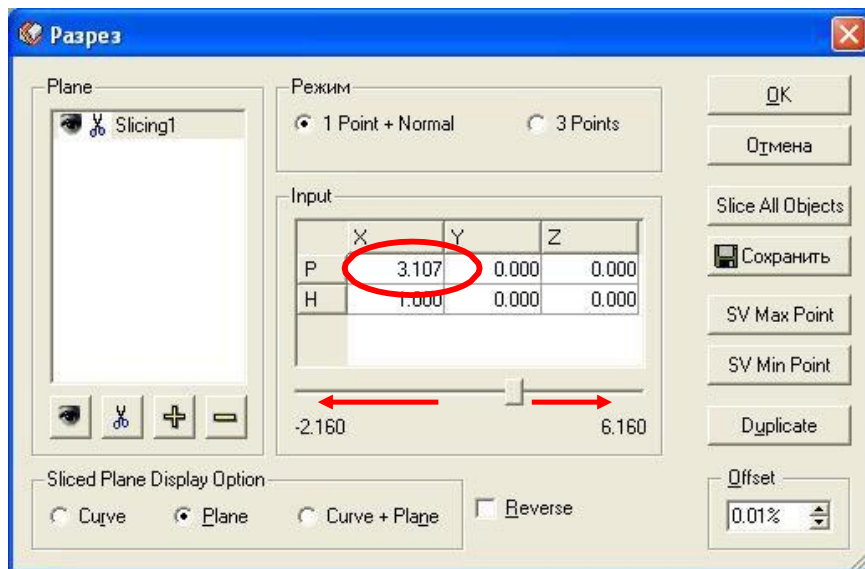 Разрез
Plane
Slicing1
Режим
1 Point + Normal
3 Points
Input
X Y Z
P 3.107 0.000 0.000
H 1.000 0.000 0.000
-2.160 6.160
Sliced Plane Display Option
Curve
Plane
Curve + Plane
Reverse
OK
Отмена
Slice All Objects
Сохранить
SV Max Point
SV Min Point
Duplicate
Offset
0.01%